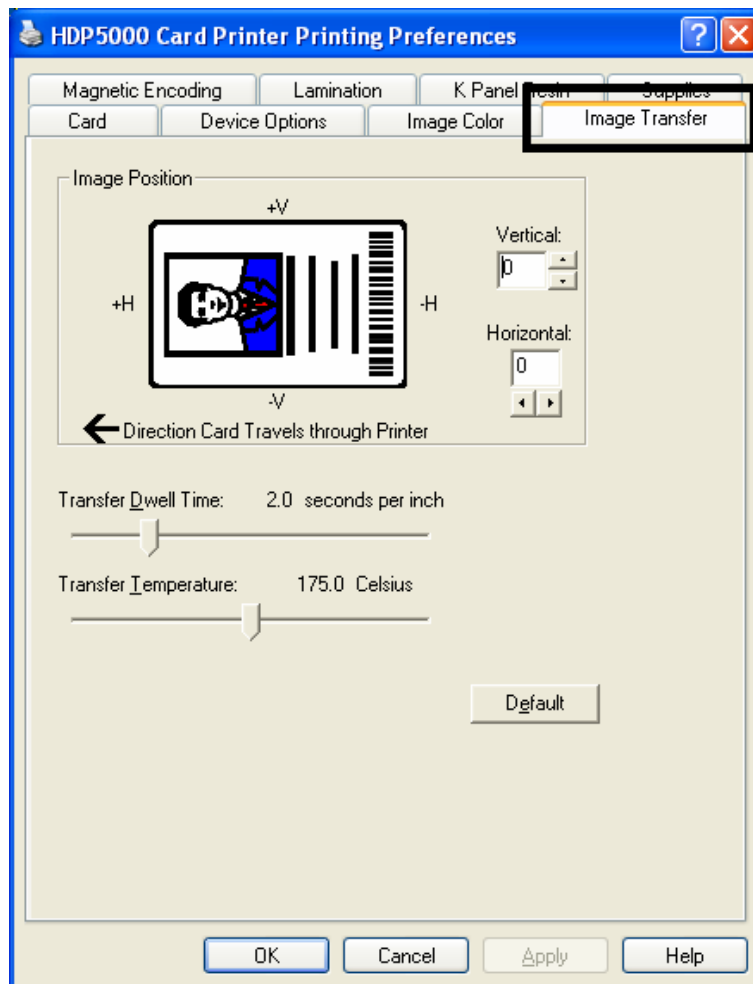 HDP5000 Card Printer Printing Preferences
Magnetic Encoding Lamination K Panel Resin Supplies
Card Device Options Image Color Image Transfer
Image Position
+V
Vertical:
0
+H -H
Horizontal:
0
-V
Direction Card Travels through Printer
Transfer Dwell Time: 2.0 seconds per inch
Transfer Temperature: 175.0 Celsius
Default
OK Cancel Apply Help